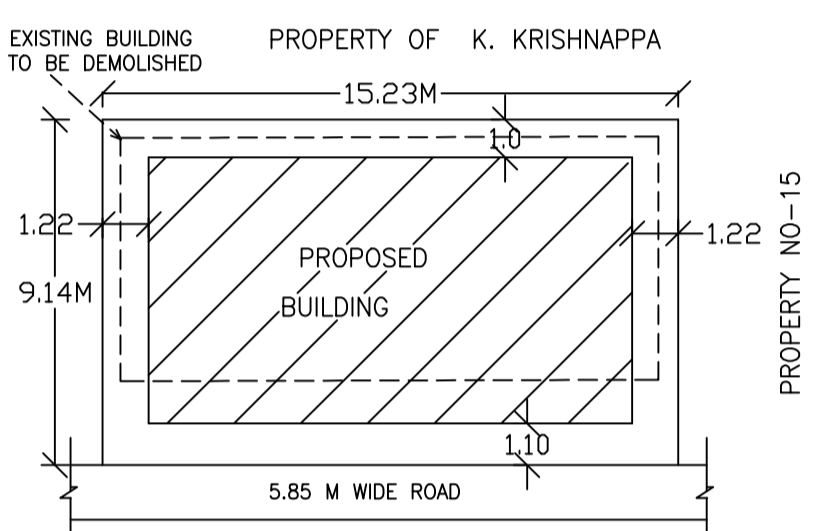 EXISTING BUILDING
TO BE DEMOLISHED
PROPERTY OF K. KRISHNAPPA
15.23M
1.0
1.22
9.14M
PROPOSED
BUILDING
1.22
PROPERTY NO-15
1.10
5.85 M WIDE ROAD